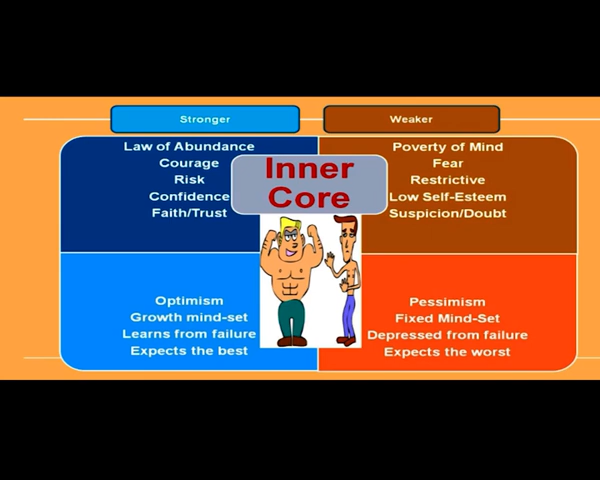 Stronger
Weaker
Law of Abundance
Courage
Risk
Confidence
Faith/Trust
Poverty of Mind
Fear
Restrictive
Low Self-Esteem
Suspicion/Doubt
Inner
Core
Optimism
Growth mind-set
Learns from failure
Expects the best
Pessimism
Fixed Mind-Set
Depressed from failure
Expects the worst